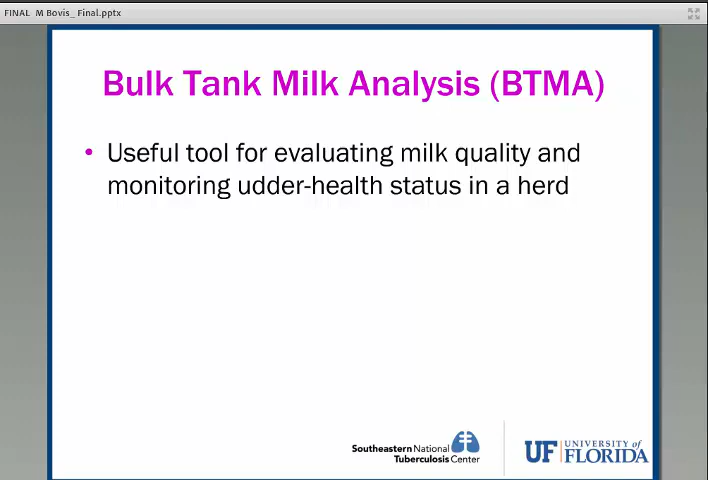 FINAL M Bovis_ Final.pptx
Bulk Tank Milk Analysis (BTMA)
• Useful tool for evaluating milk quality and
monitoring udder-health status in a herd
Southeastern National
Tuberculosis Center
UF UNIVERSITY of
FLORIDA